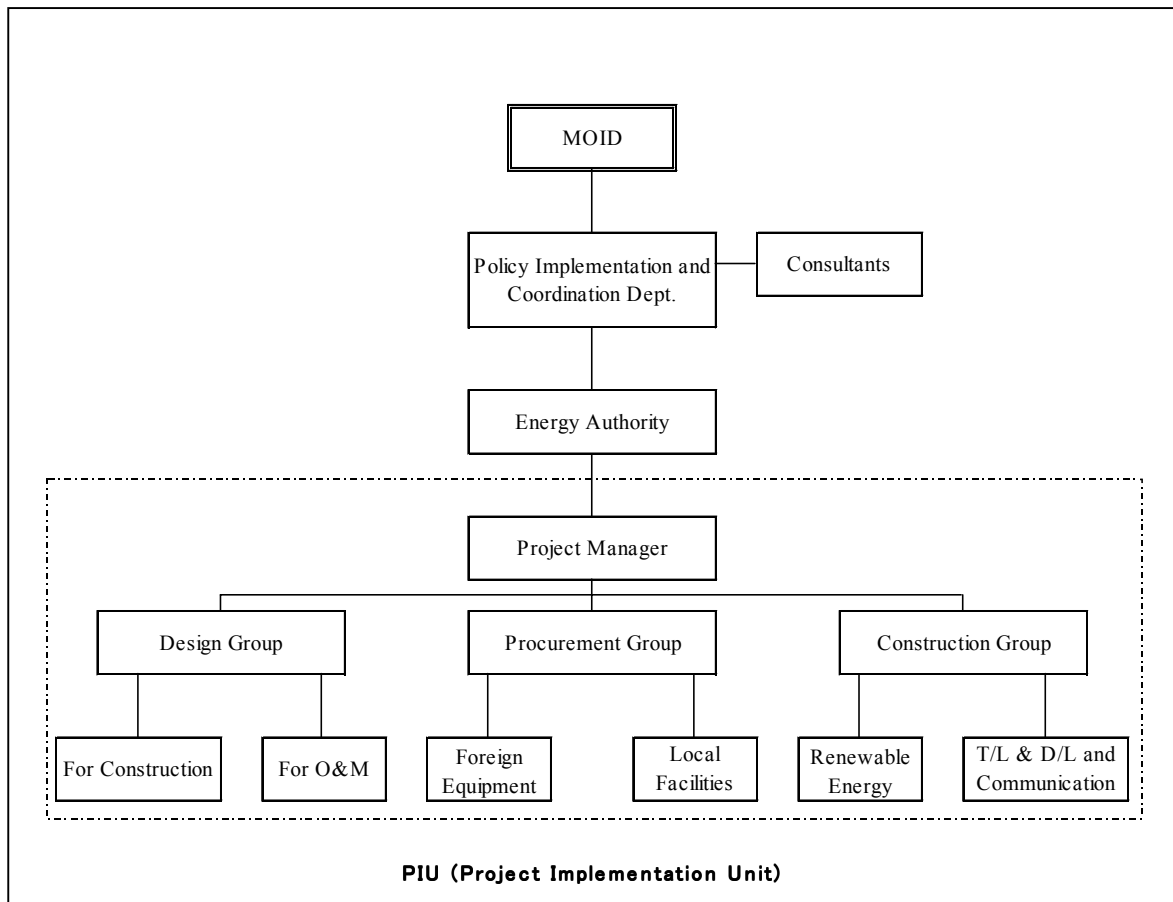 MOID
Policy Implementation and
Coordination Dept.
Consultants
Energy Authority
Project Manager
Design Group
Procurement Group
Construction Group
For Construction
For O&M
Foreign
Equipment
Local
Facilities
Renewable
Energy
T/L & D/L and
Communication
PIU (Project Implementation Unit)